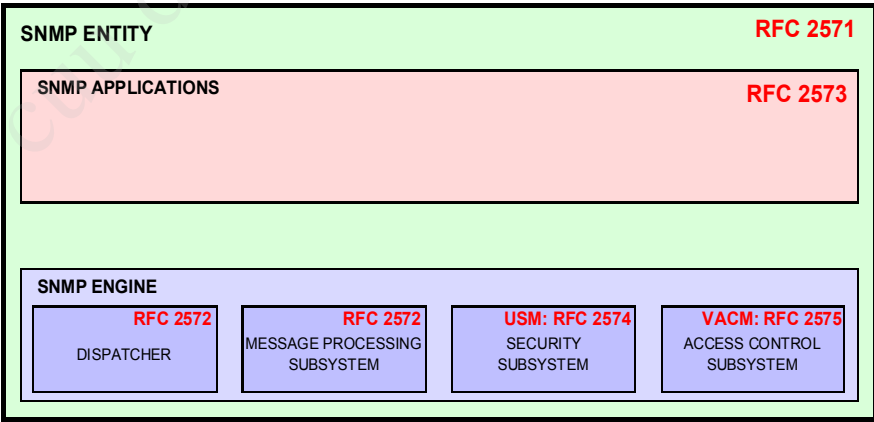 SNMP ENTITY RFC 2571
SNMP APPLICATIONS RFC 2573
SNMP ENGINE
RFC 2572
DISPATCHER
RFC 2572
MESSAGE PROCESSING
SUBSYSTEM
USM: RFC 2574
SECURITY
SUBSYSTEM
VACM: RFC 2575
ACCESS CONTROL
SUBSYSTEM